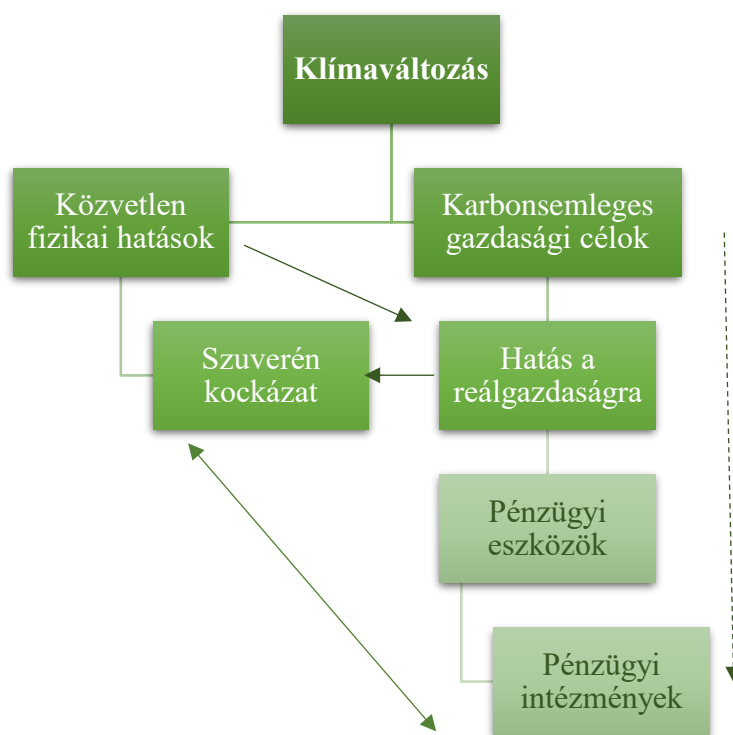 Klímaváltozás
Közvetlen
fizikai hatások
Karbonsemleges
gazdasági célok
Szuverén
kockázat
Hatás a
reálgazdaságra
Pénzügyi
eszközök
Pénzügyi
intézmények